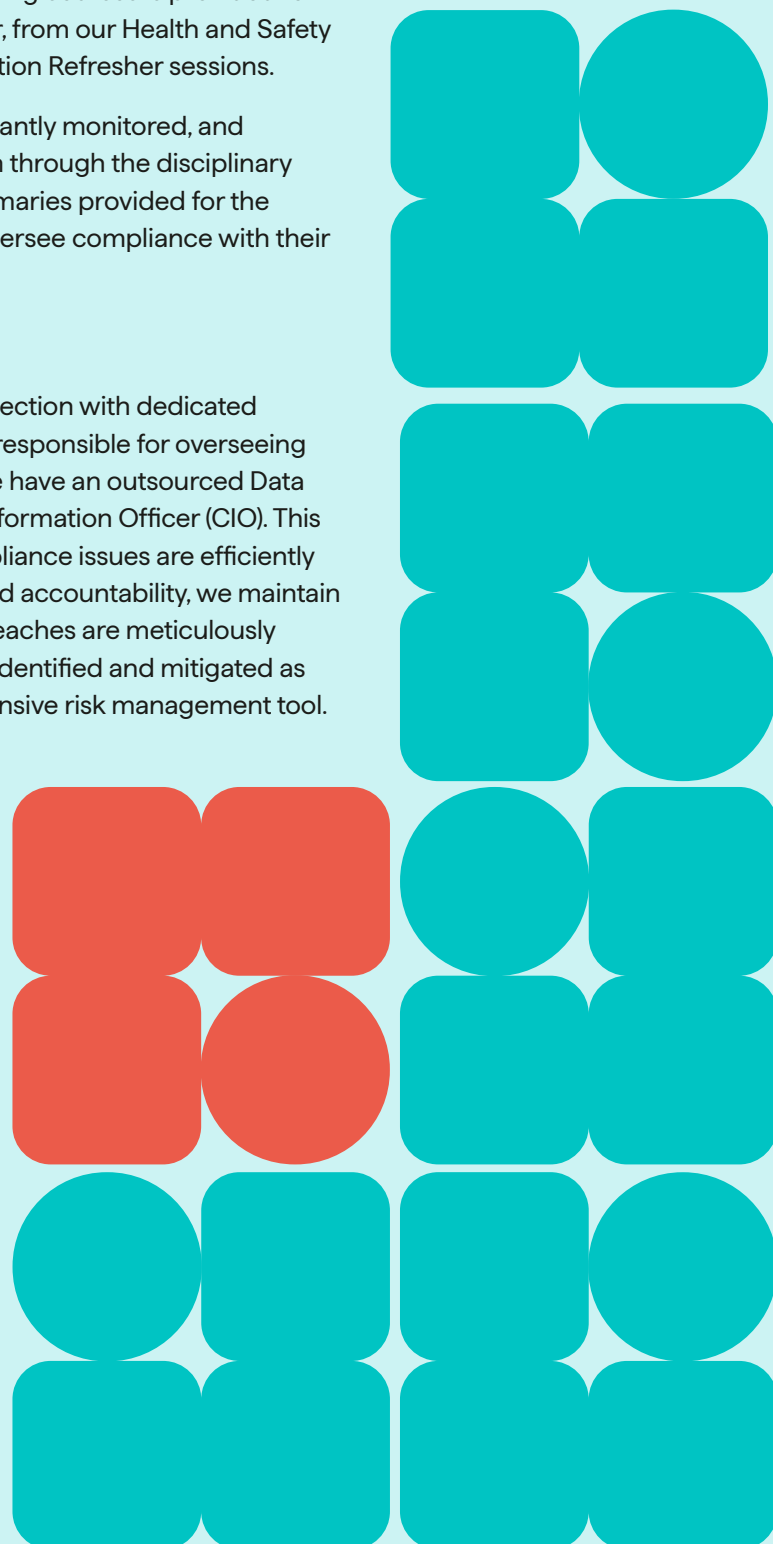 , from our Health and Safety
tion Refresher sessions.
antly monitored, and
through the disciplinary
maries provided for the
ersee compliance with their
ection with dedicated
responsible for overseeing
have an outsourced Data
formation Officer (CIO). This
liance issues are efficiently
d accountability, we maintain
eaches are meticulously
dentified and mitigated as
nsive risk management tool.